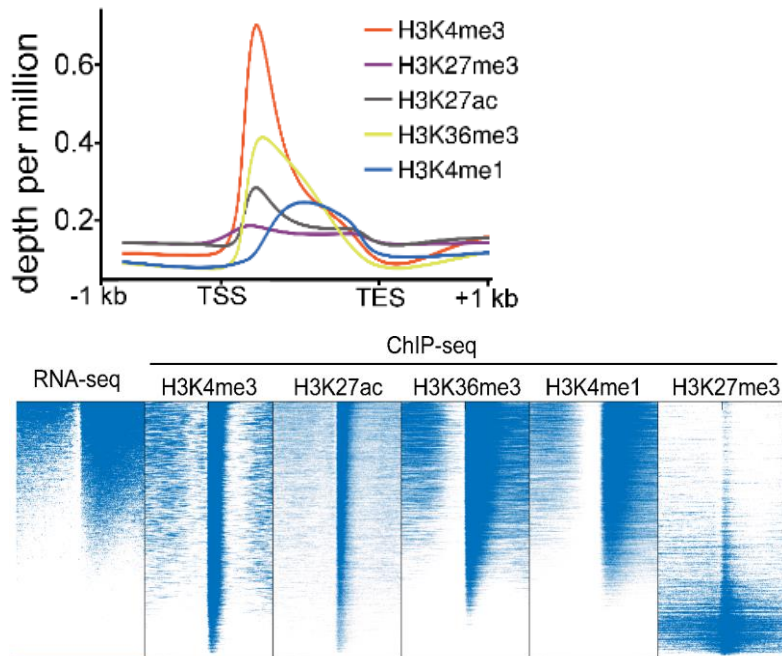 depth per million
0.6
0.4
0.2
-1 kb
TSS
TES
+1 kb
H3K4me3
H3K27me3
H3K27ac
H3K36me3
H3K4me1
ChIP-seq
RNA-seq
H3K4me3
H3K27ac
H3K36me3
H3K4me1
H3K27me3